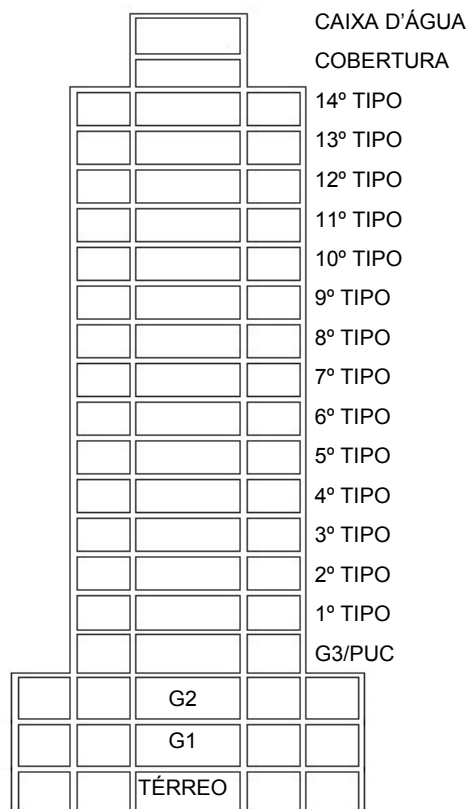 CAIXA D'ÁGUA
COBERTURA
14º TIPO
13º TIPO
12º TIPO
11º TIPO
10º TIPO
9º TIPO
8º TIPO
7º TIPO
6º TIPO
5º TIPO
4º TIPO
3º TIPO
2º TIPO
1º TIPO
G3/PUC
G2
G1
TÉRREO